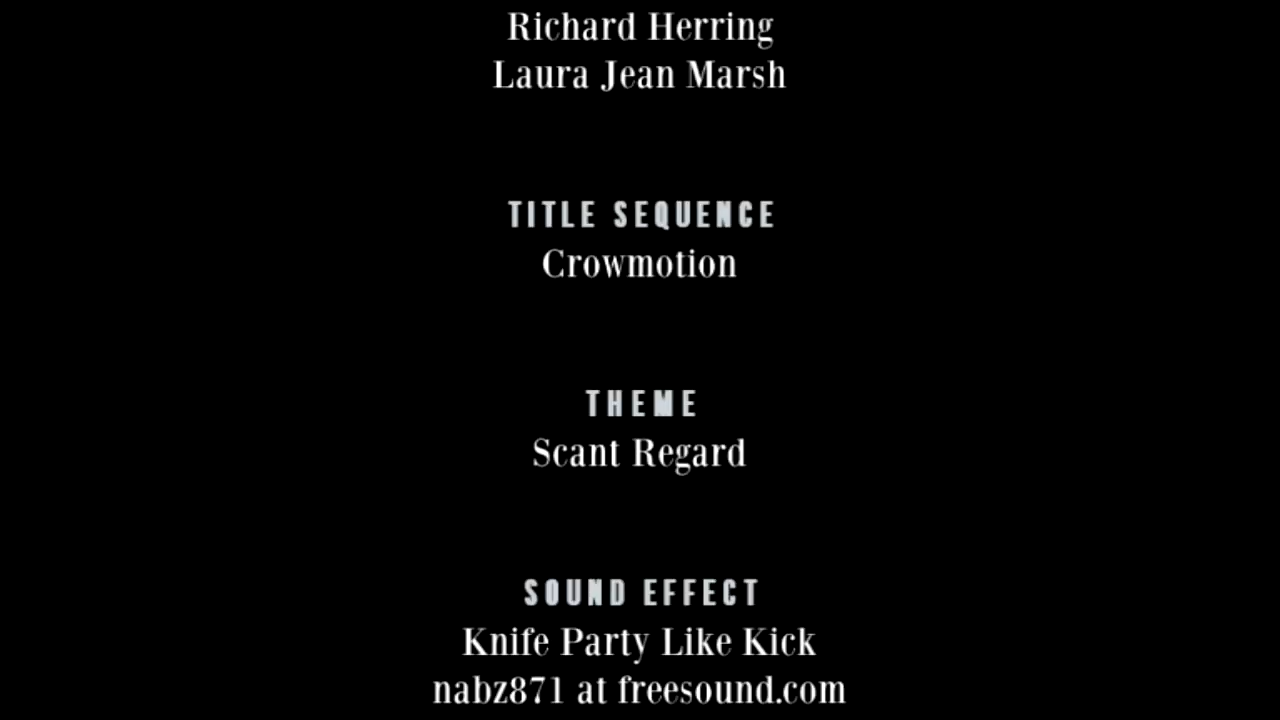 Richard Herring
Laura Jean Marsh
TITLE SEQUENCE
Crowmotion
THEME
Scant Regard
SOUND EFFECT
Knife Party Like Kick
nabz871 at freesound.com